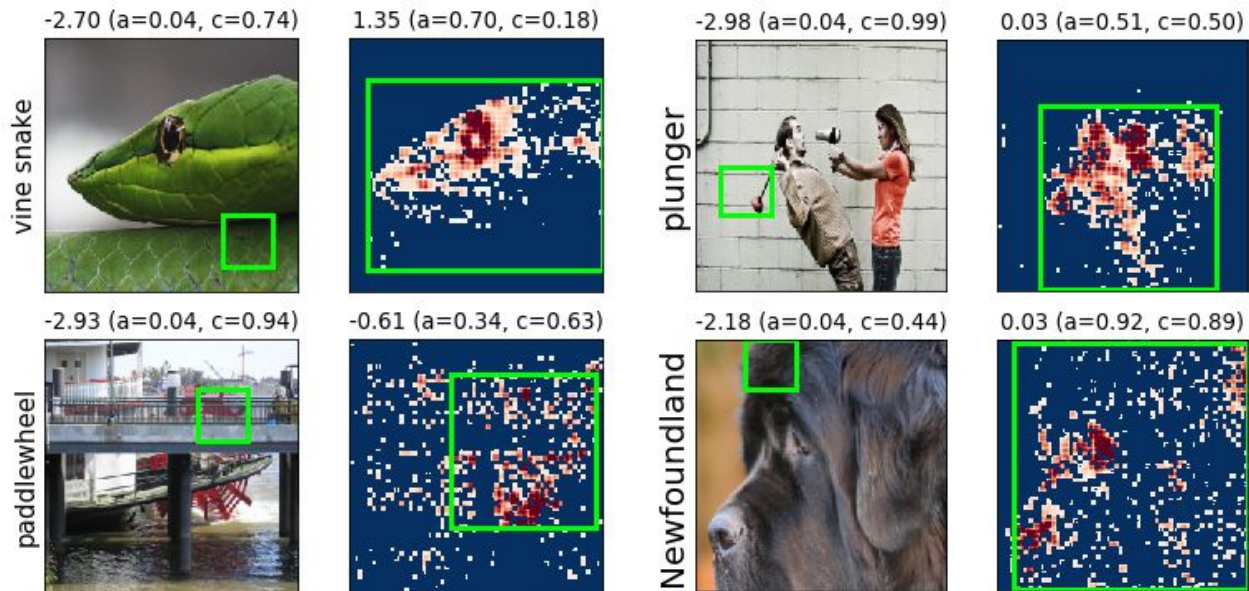 -2.70 (a=0.04, c=0.74)
1.35 (a=0.70, c=0.18)
-2.98 (a=0.04, c=0.99)
0.03 (a=0.51, c=0.50)
vine snake
plunger
-2.93 (a=0.04, c=0.94)
-0.61 (a=0.34, c=0.63)
-2.18 (a=0.04, c=0.44)
0.03 (a=0.92, c=0.89)
paddlewheel
Newfoundland